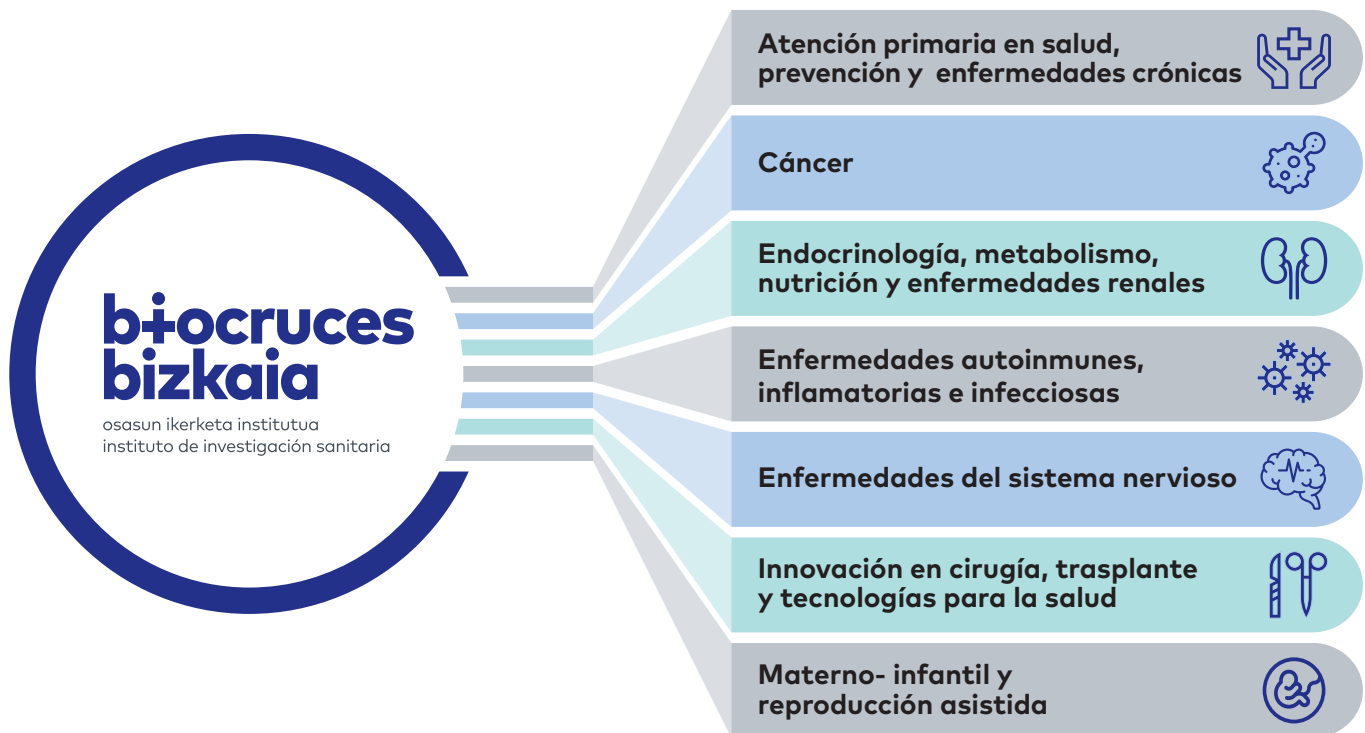 biocruces
bizkaia
osasun ikerketa institutua
instituto de investigación sanitaria
Atención primaria en salud,
prevención y enfermedades crónicas
Cáncer
Endocrinología, metabolismo,
nutrición y enfermedades renales
Enfermedades autoinmunes,
inflamatorias e infecciosas
Enfermedades del sistema nervioso
Innovación en cirugía, trasplante
y tecnologías para la salud
Materno- infantil y
reproducción asistida